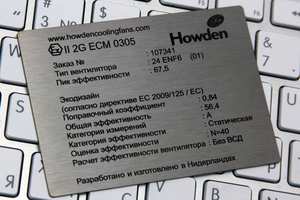 www.howdencoolingfans.com
Howden
II 2G ECM 0305
Заказ № : 107341
Тип вентилятора : 24 ENF6 (01)
Пик эффективности : 67,5
Экодизайн
(согласно директиве ЕС 2009/125 / ЕС)
Поправочный коэффициент : 0,84
Общая эффективность : 56,4
Категория измерений : A
Категория эффективности : Статическая
Эффективность : N=40
Расчет эффективности вентилятора : Без ВСД
Разработано и изготовлено в Нидерландах